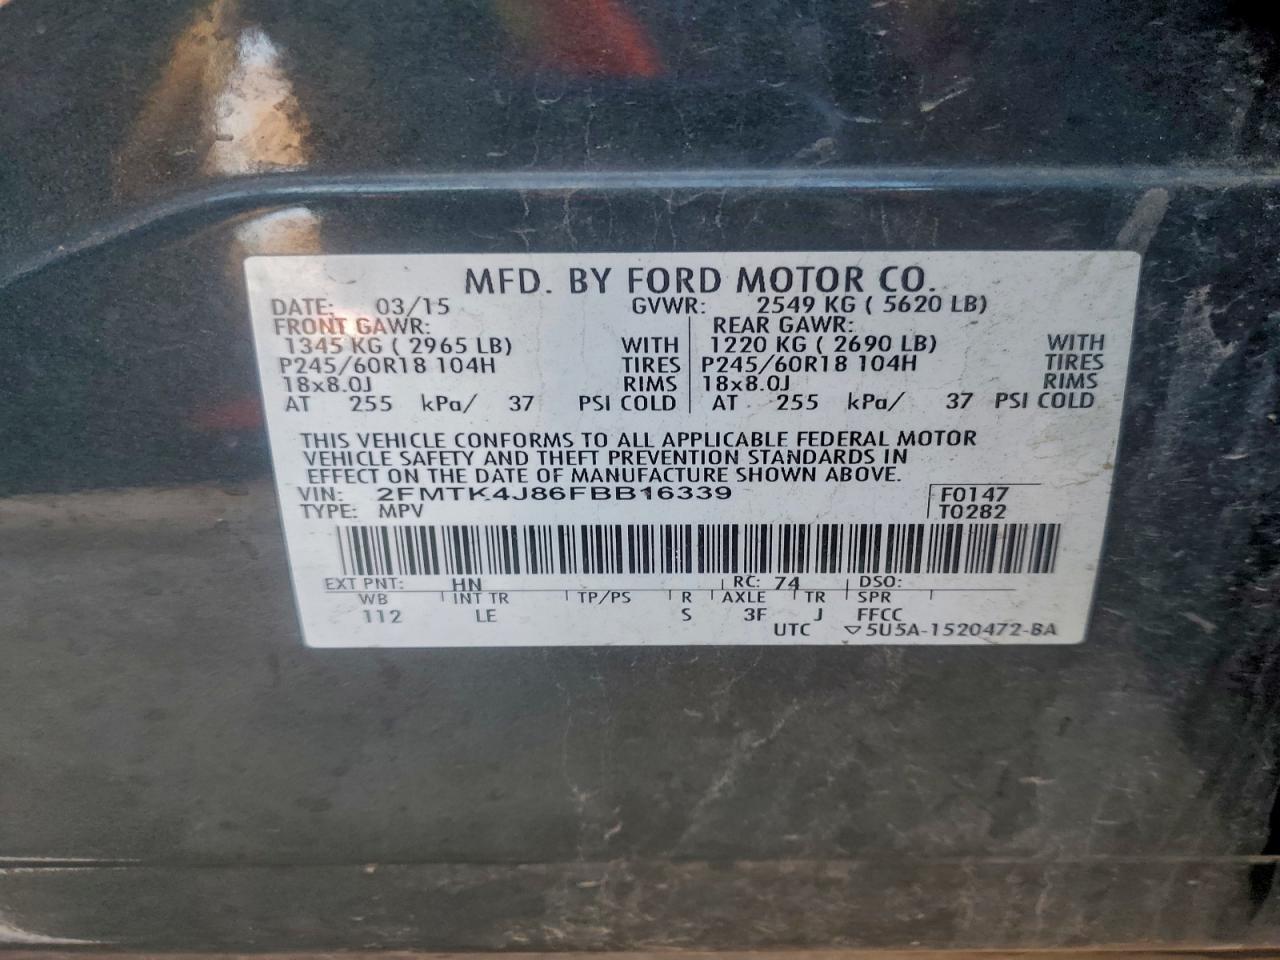 MFD. BY FORD MOTOR CO.
DATE: 03/15 GVWR: 2549 KG ( 5620 LB)
FRONT GAWR: REAR GAWR:
1345 KG ( 2965 LB) WITH 1220 KG ( 2690 LB) WITH
P245/60R18 104H TIRES P245/60R18 104H TIRES
18x8.0J RIMS 18x8.0J RIMS
AT 255 kPa/ 37 PSI COLD AT 255 kPa/ 37 PSI COLD
THIS VEHICLE CONFORMS TO ALL APPLICABLE FEDERAL MOTOR
VEHICLE SAFETY AND THEFT PREVENTION STANDARDS IN
EFFECT ON THE DATE OF MANUFACTURE SHOWN ABOVE.
VIN: 2FMTK4J86FBB16339 F0147
TYPE: MPV T0282
EXT PNT: HN RC: 74 DSO:
WB INT TR TP/PS R AXLE TR SPR
112 LE S 3F J FFCC
UTC ▽5U5A-1520472-BA